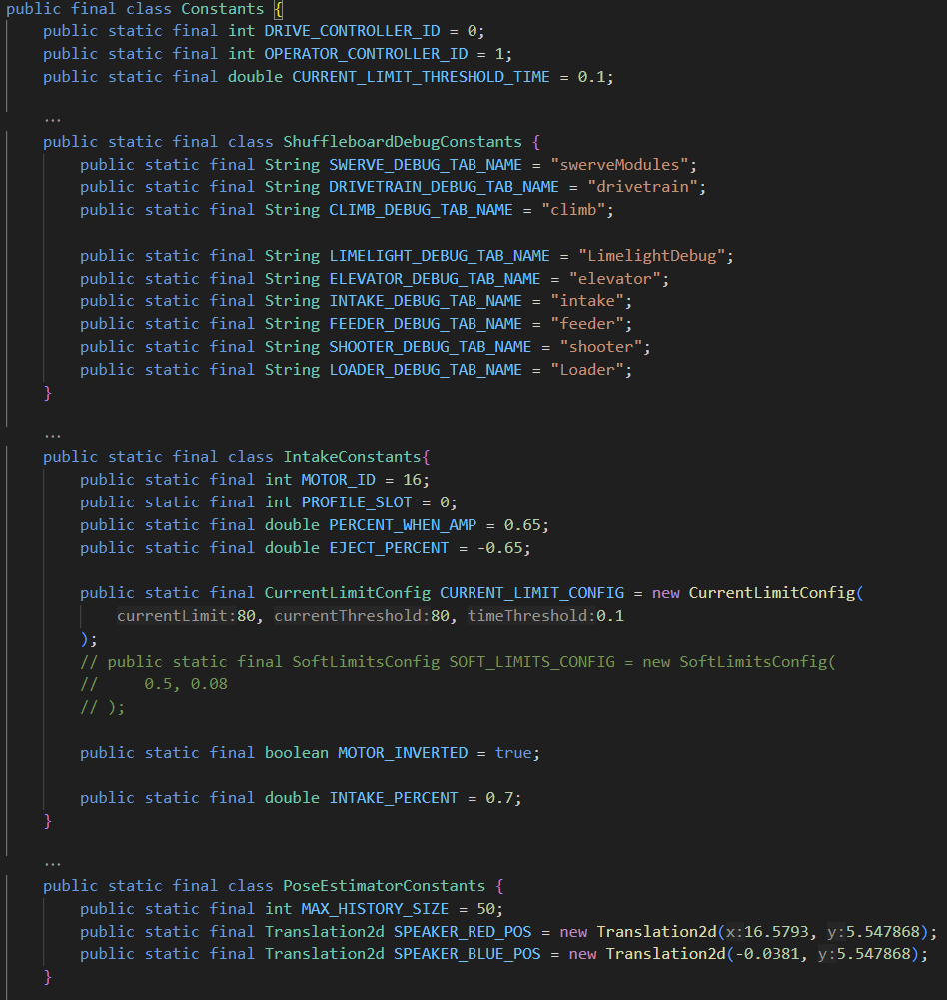 public final class Constants {
public static final int DRIVE_CONTROLLER_ID = 0;
public static final int OPERATOR_CONTROLLER_ID = 1;
public static final double CURRENT_LIMIT_THRESHOLD_TIME = 0.1;
...
public static final class ShuffleboardDebugConstants {
public static final String SWERVE_DEBUG_TAB_NAME = "swerveModules";
public static final String DRIVETRAIN_DEBUG_TAB_NAME = "drivetrain";
public static final String CLIMB_DEBUG_TAB_NAME = "climb";
public static final String LIMELIGHT_DEBUG_TAB_NAME = "LimelightDebug";
public static final String ELEVATOR_DEBUG_TAB_NAME = "elevator";
public static final String INTAKE_DEBUG_TAB_NAME = "intake";
public static final String FEEDER_DEBUG_TAB_NAME = "feeder";
public static final String SHOOTER_DEBUG_TAB_NAME = "shooter";
public static final String LOADER_DEBUG_TAB_NAME = "Loader";
}
...
public static final class IntakeConstants{
public static final int MOTOR_ID = 16;
public static final int PROFILE_SLOT = 0;
public static final double PERCENT_WHEN_AMP = 0.65;
public static final double EJECT_PERCENT = -0.65;
public static final CurrentLimitConfig CURRENT_LIMIT_CONFIG = new CurrentLimitConfig(
currentLimit:80, currentThreshold:80, timeThreshold:0.1
);
// public static final SoftLimitsConfig SOFT_LIMITS_CONFIG = new SoftLimitsConfig(
//     0.5, 0.08
// );
public static final boolean MOTOR_INVERTED = true;
public static final double INTAKE_PERCENT = 0.7;
}
...
public static final class PoseEstimatorConstants {
public static final int MAX_HISTORY_SIZE = 50;
public static final Translation2d SPEAKER_RED_POS = new Translation2d(x:16.5793, y:5.547868);
public static final Translation2d SPEAKER_BLUE_POS = new Translation2d(-0.0381, y:5.547868);
}